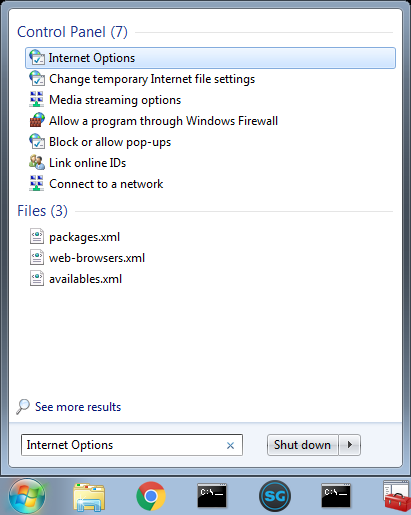 Control Panel (7)
Internet Options
Change temporary Internet file settings
Media streaming options
Allow a program through Windows Firewall
Block or allow pop-ups
Link online IDs
Connect to a network
Files (3)
packages.xml
web-browsers.xml
availables.xml
See more results
Internet Options
Shut down
C:\
SG
C:\